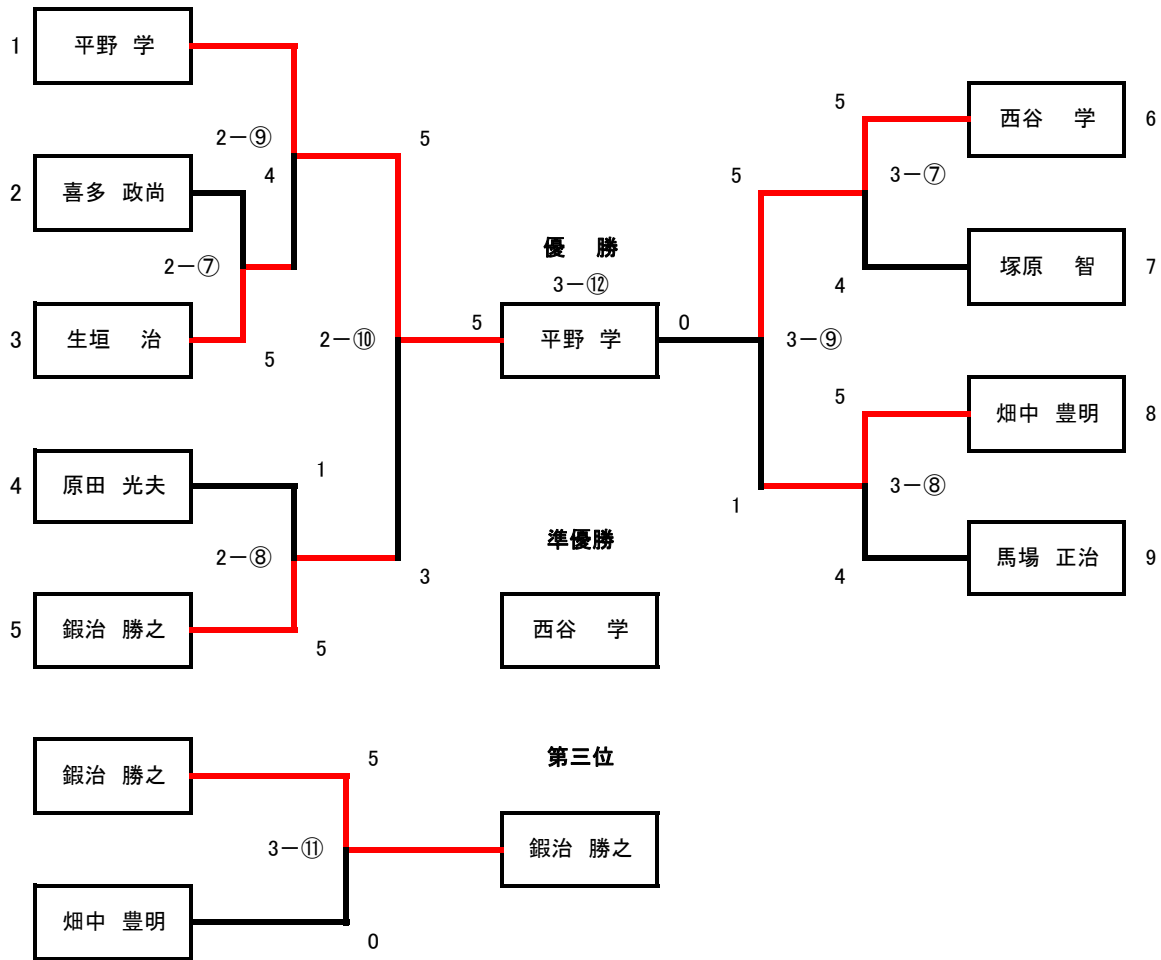 1
平野 学
2－⑨
5
4
2
喜多 政尚
2－⑦
3
生垣 治
5
2－⑩
4
原田 光夫
1
2－⑧
3
5
鍜治 勝之
5
優 勝
3－⑫
5
平野 学
0
5
3－⑨
1
5
西谷 学
6
3－⑦
4
塚原 智
7
5
畑中 豊明
8
3－⑧
4
馬場 正治
9
準優勝
西谷 学
鍜治 勝之
5
3－⑪
畑中 豊明
0
第三位
鍜治 勝之